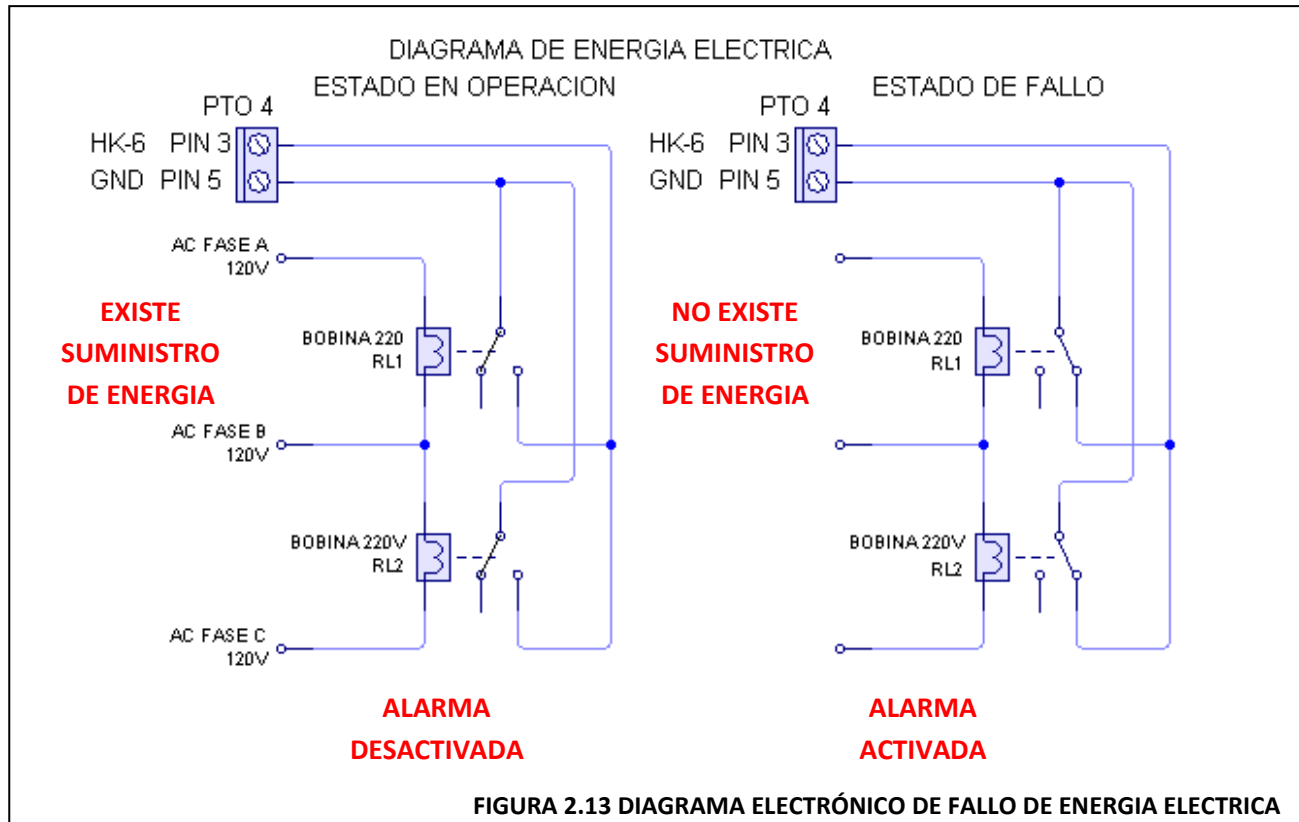 DIAGRAMA DE ENERGIA ELECTRICA
ESTADO EN OPERACION
PTO 4
HK-6 PIN 3
GND PIN 5
AC FASE A
120V
EXISTE
SUMINISTRO
DE ENERGIA
BOBINA 220
RL1
AC FASE B
120V
BOBINA 220V
RL2
AC FASE C
120V
ALARMA
DESACTIVADA
ESTADO DE FALLO
PTO 4
HK-6 PIN 3
GND PIN 5
NO EXISTE
SUMINISTRO
DE ENERGIA
BOBINA 220
RL1
BOBINA 220V
RL2
ALARMA
ACTIVADA
FIGURA 2.13 DIAGRAMA ELECTRÓNICO DE FALLO DE ENERGIA ELECTRICA